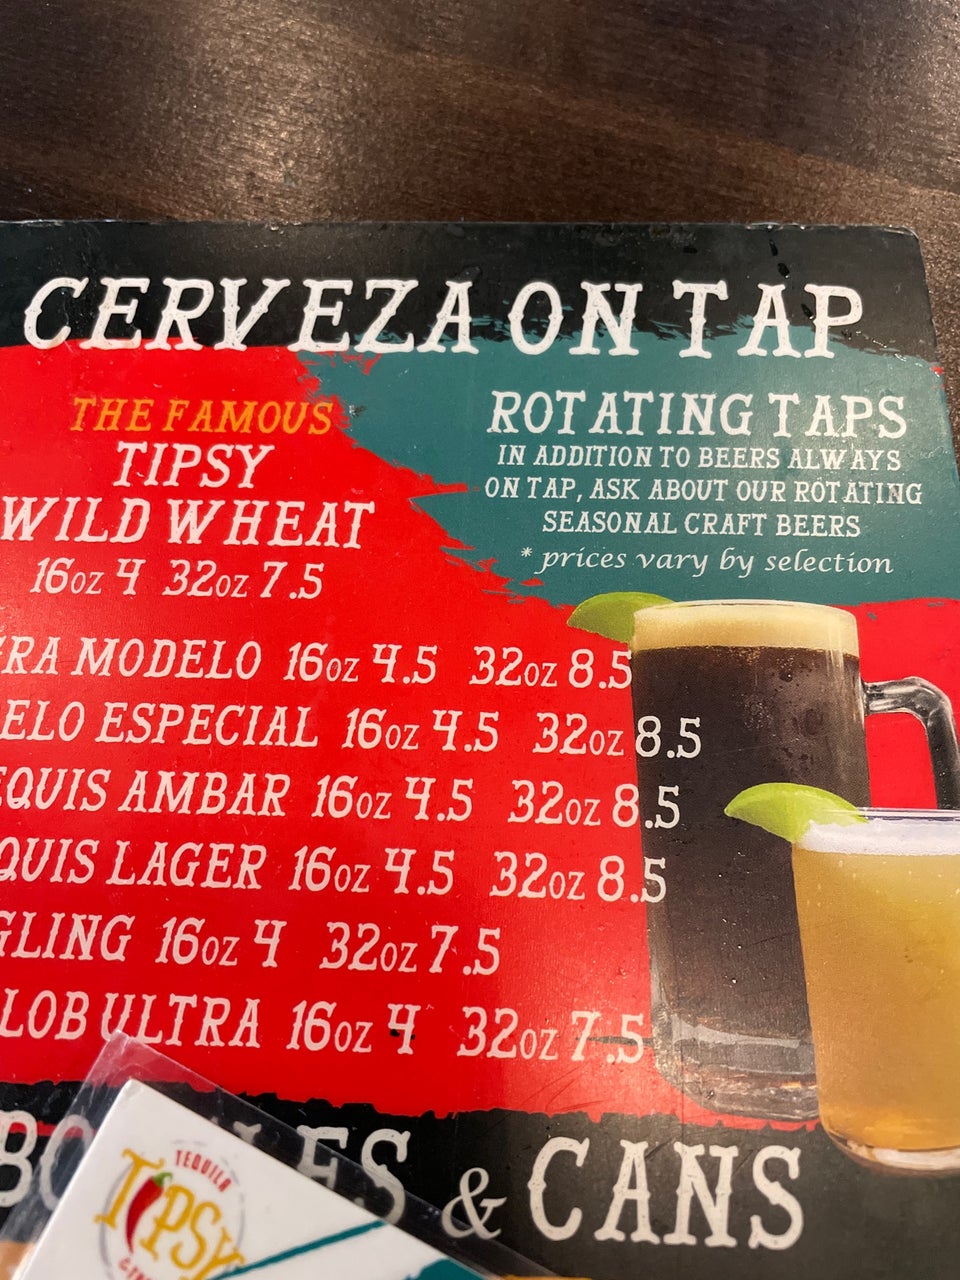 CERVEZA ON TAP
THE FAMOUS
TIPSY
WILD WHEAT
16oz 4 32oz 7.5
ROTATING TAPS
IN ADDITION TO BEERS ALWAYS
ON TAP, ASK ABOUT OUR ROTATING
SEASONAL CRAFT BEERS
* prices vary by selection
GRA MODELO 16oz 4.5 32oz 8.5
ELO ESPECIAL 16oz 4.5 32oz 8.5
EQUIS AMBAR 16oz 4.5 32oz 8.5
QUIS LAGER 16oz 4.5 32oz 8.5
GLING 16oz 4 32oz 7.5
LOB ULTRA 16oz 4 32oz 7.5
& CANS
TEQUILA
TIPSY